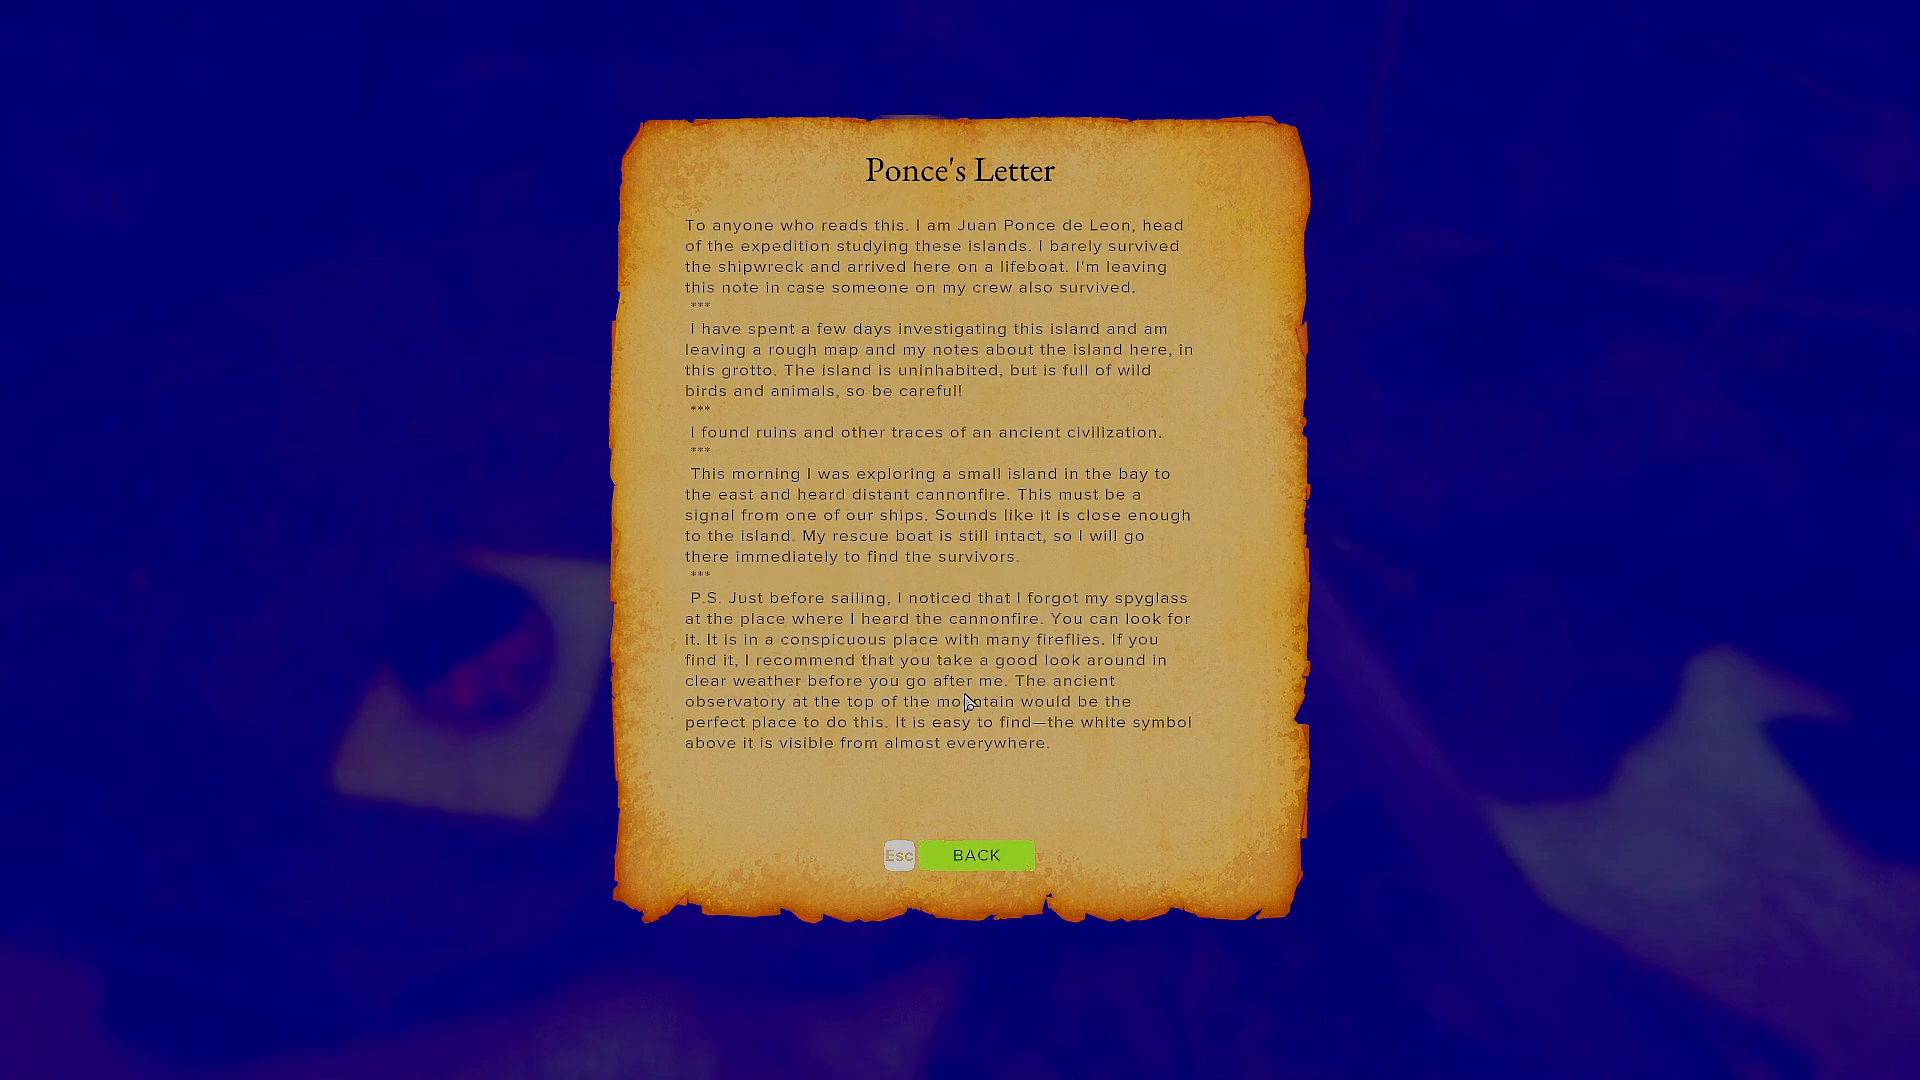 Ponce's Letter
To anyone who reads this. I am Juan Ponce de Leon, head
of the expedition studying these islands. I barely survived
the shipwreck and arrived here on a lifeboat. I'm leaving
this note in case someone on my crew also survived.
***
I have spent a few days investigating this island and am
leaving a rough map and my notes about the island here, in
this grotto. The island is uninhabited, but is full of wild
birds and animals, so be careful!
***
I found ruins and other traces of an ancient civilization.
***
This morning I was exploring a small island in the bay to
the east and heard distant cannonfire. This must be a
signal from one of our ships. Sounds like it is close enough
to the island. My rescue boat is still intact, so I will go
there immediately to find the survivors.
***
P.S. Just before sailing, I noticed that I forgot my spyglass
at the place where I heard the cannonfire. You can look for
it. It is in a conspicuous place with many fireflies. If you
find it, I recommend that you take a good look around in
clear weather before you go after me. The ancient
observatory at the top of the mountain would be the
perfect place to do this. It is easy to find—the white symbol
above it is visible from almost everywhere.
Esc BACK